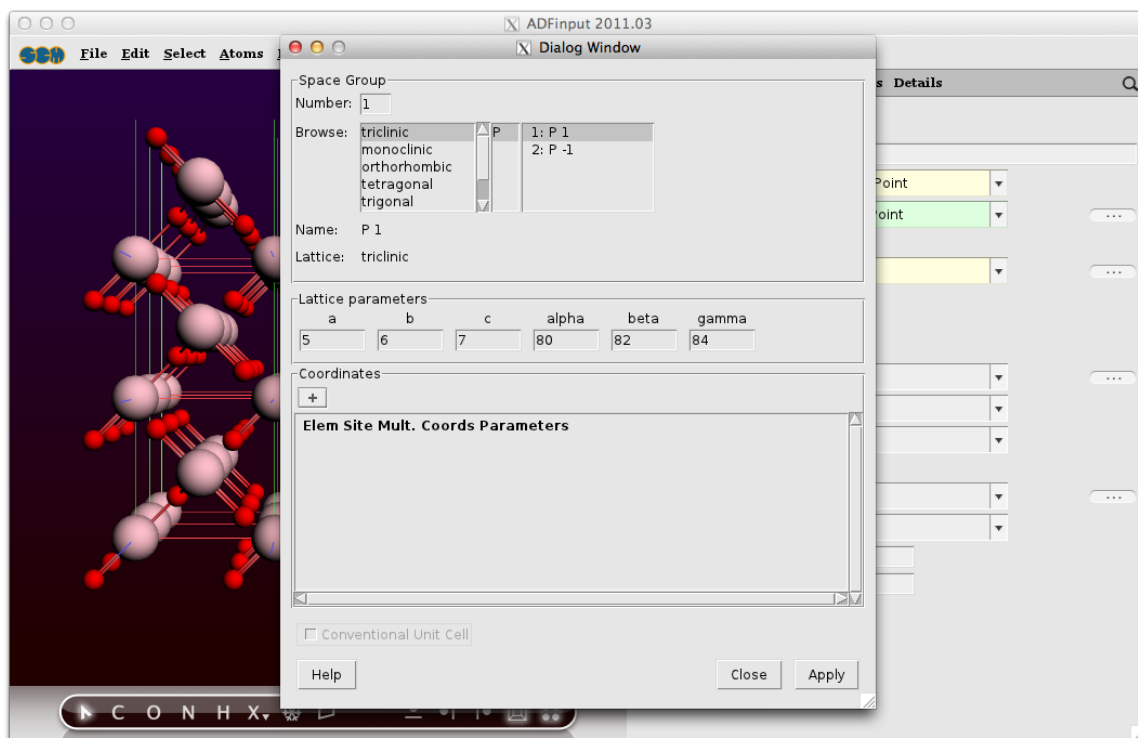 ADFinput 2011.03
SCM File Edit Select Atoms
Dialog Window
Details
Space Group
Number: 1
Browse: triclinic P 1: P 1
monoclinic 2: P -1
orthorhombic
tetragonal
trigonal
Point
Point
Name: P 1
Lattice: triclinic
Lattice parameters
a b c alpha beta gamma
5 6 7 80 82 84
Coordinates
+
Elem Site Mult. Coords Parameters
Conventional Unit Cell
Help Close Apply
C O N H X